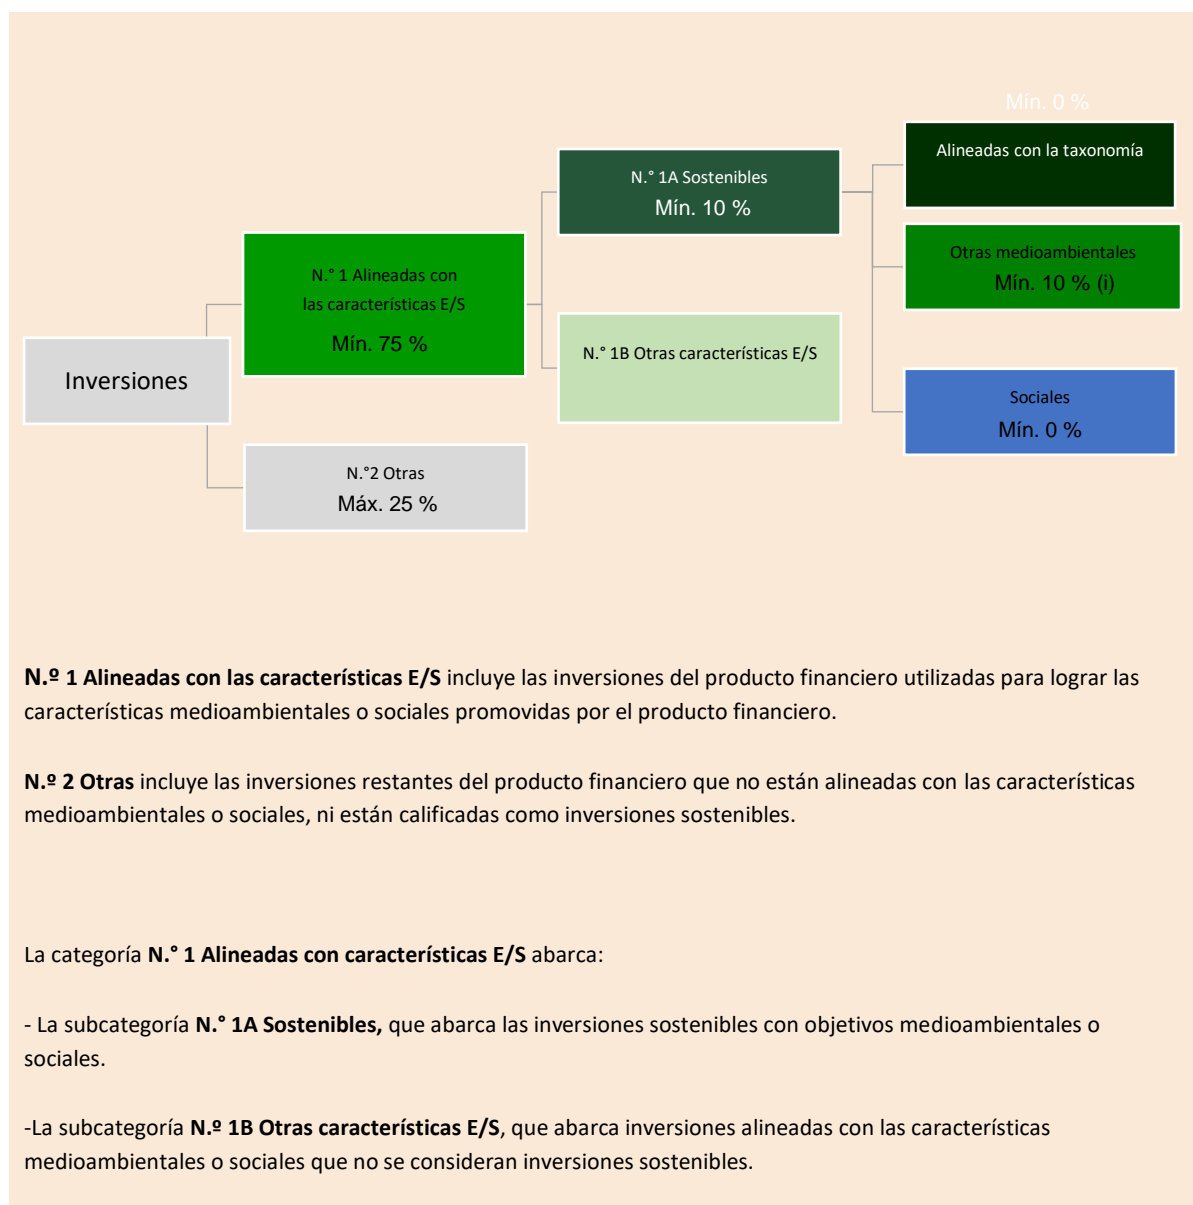 Mín. 0 %
Alineadas con la taxonomía
N.° 1A Sostenibles
Mín. 10 %
Otras medioambientales
Mín. 10 % (i)
N.° 1 Alineadas con
las características E/S
Mín. 75 %
N.° 1B Otras características E/S
Inversiones
Sociales
Mín. 0 %
N.°2 Otras
Máx. 25 %
N.º 1 Alineadas con las características E/S incluye las inversiones del producto financiero utilizadas para lograr las
características medioambientales o sociales promovidas por el producto financiero.
N.º 2 Otras incluye las inversiones restantes del producto financiero que no están alineadas con las características
medioambientales o sociales, ni están calificadas como inversiones sostenibles.
La categoría N.° 1 Alineadas con características E/S abarca:
- La subcategoría N.° 1A Sostenibles, que abarca las inversiones sostenibles con objetivos medioambientales o
sociales.
-La subcategoría N.º 1B Otras características E/S, que abarca inversiones alineadas con las características
medioambientales o sociales que no se consideran inversiones sostenibles.